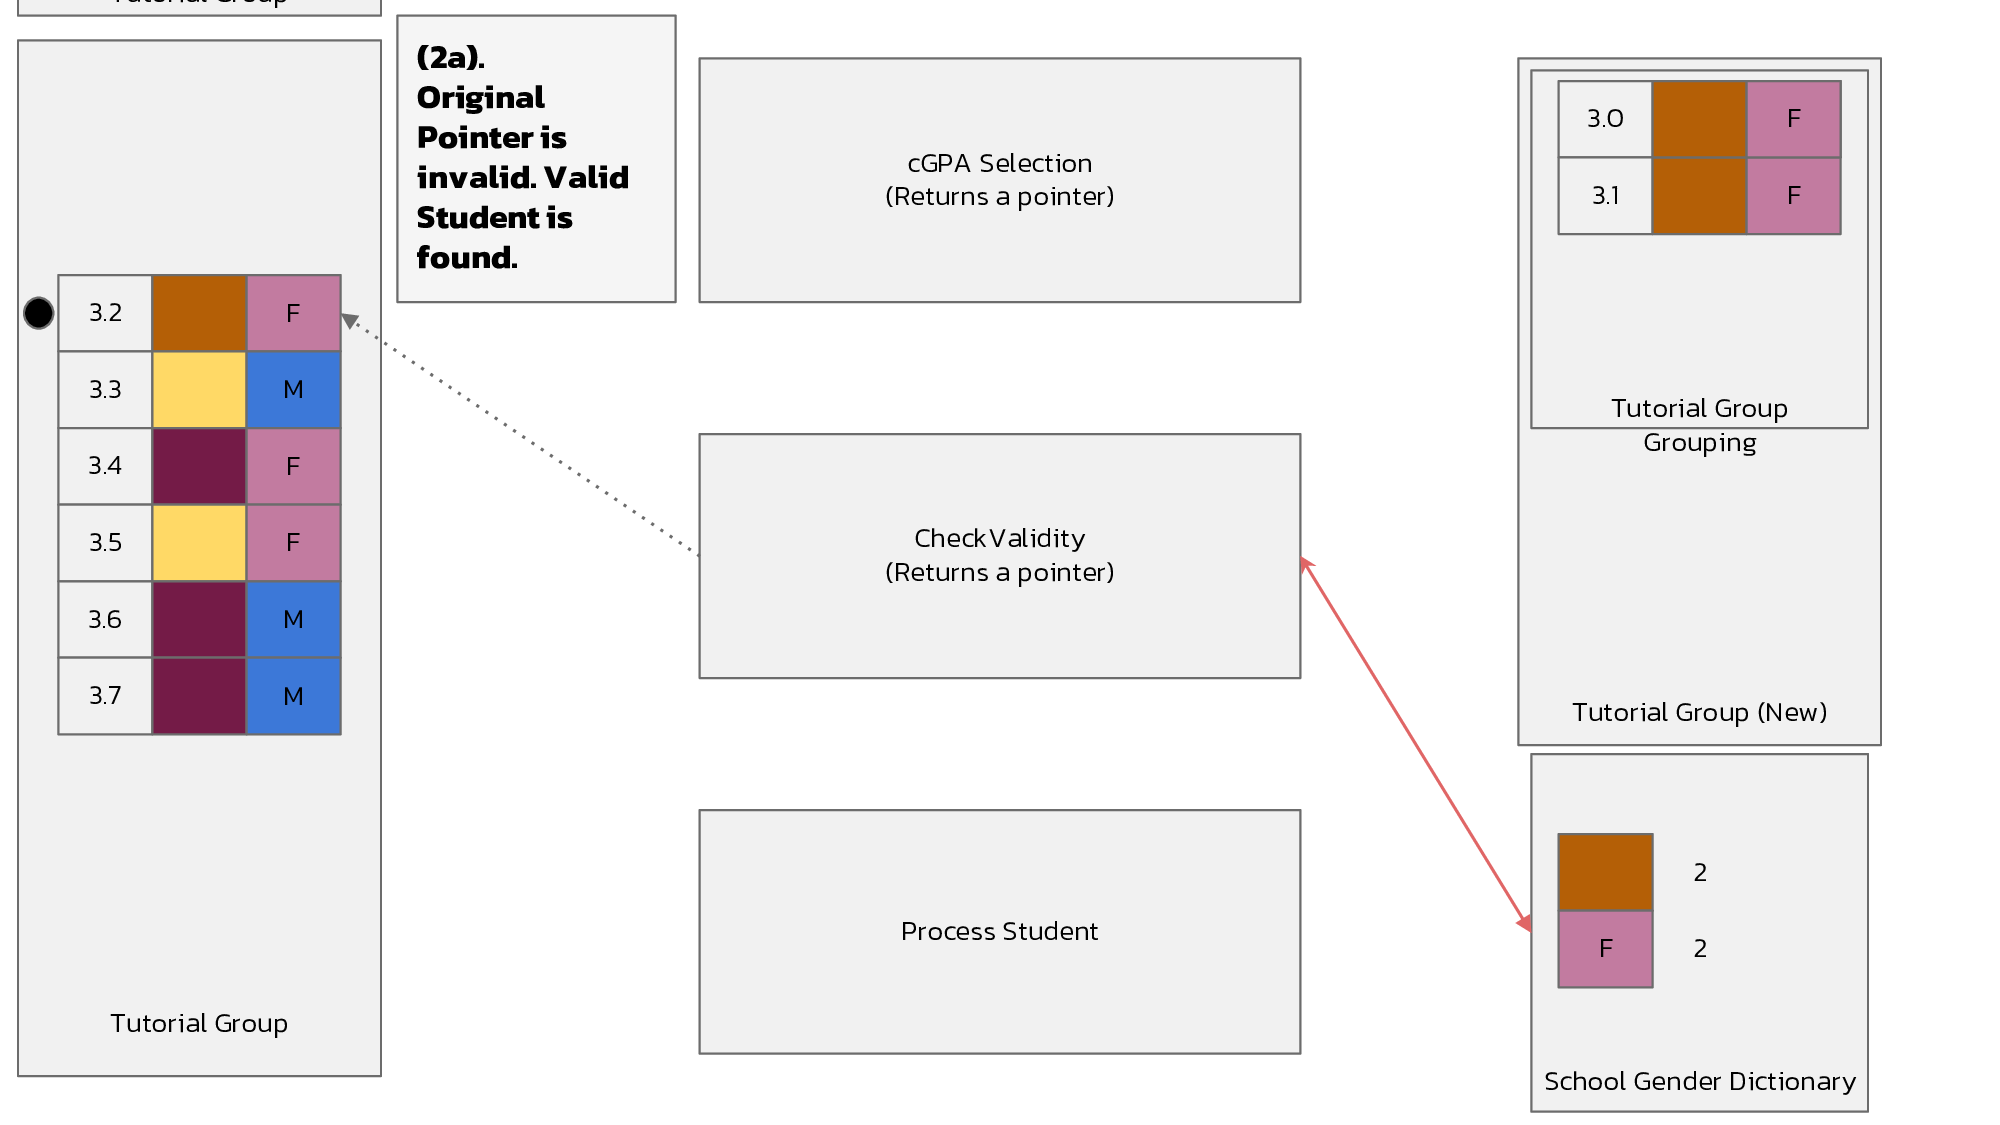 Tutorial Group
(2a).
Original
Pointer is
invalid. Valid
Student is
found.
3.2 F
3.3 M
3.4 F
3.5 F
3.6 M
3.7 M
Tutorial Group
cGPA Selection
(Returns a pointer)
CheckValidity
(Returns a pointer)
Process Student
3.0 F
3.1 F
Tutorial Group
Grouping
Tutorial Group (New)
2
F 2
School Gender Dictionary